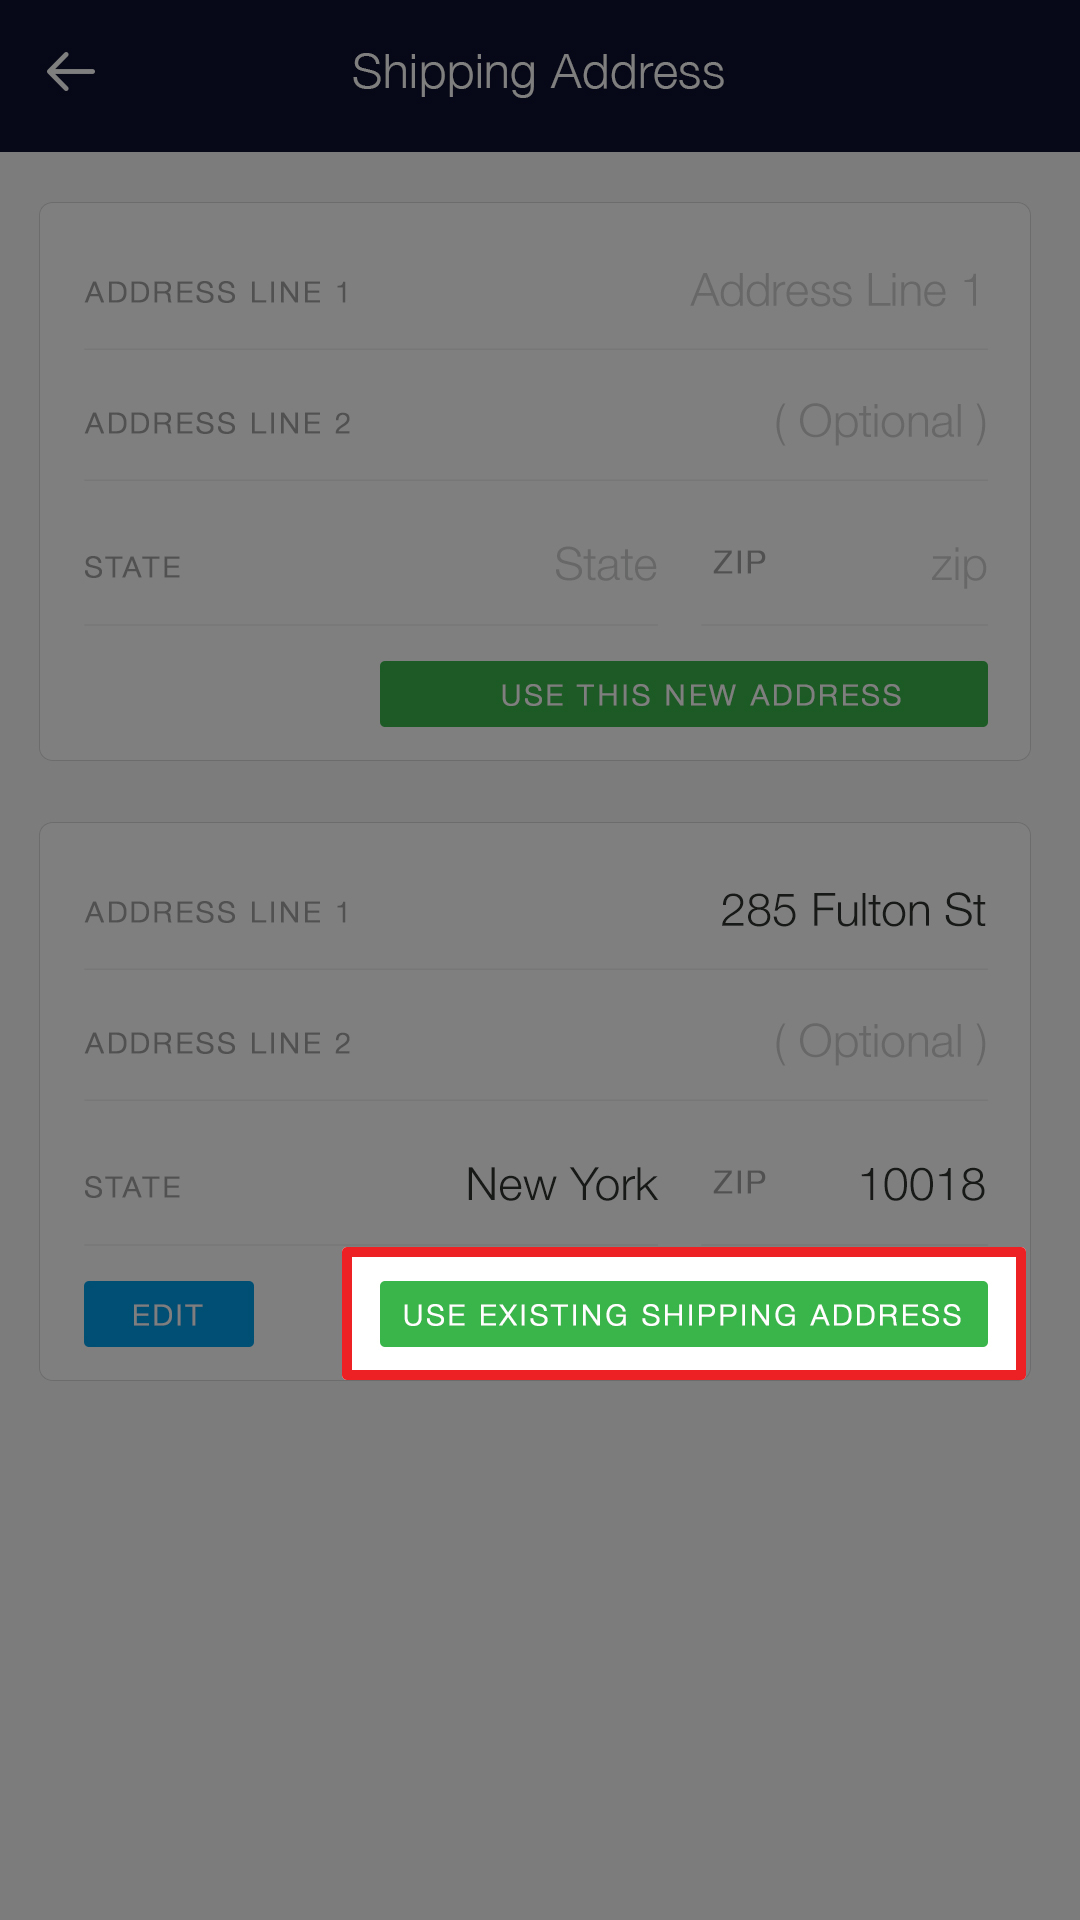 Shipping Address
ADDRESS LINE 1 Address Line 1
ADDRESS LINE 2 ( Optional )
STATE State ZIP zip
USE THIS NEW ADDRESS
ADDRESS LINE 1 285 Fulton St
ADDRESS LINE 2 ( Optional )
STATE New York ZIP 10018
EDIT USE EXISTING SHIPPING ADDRESS